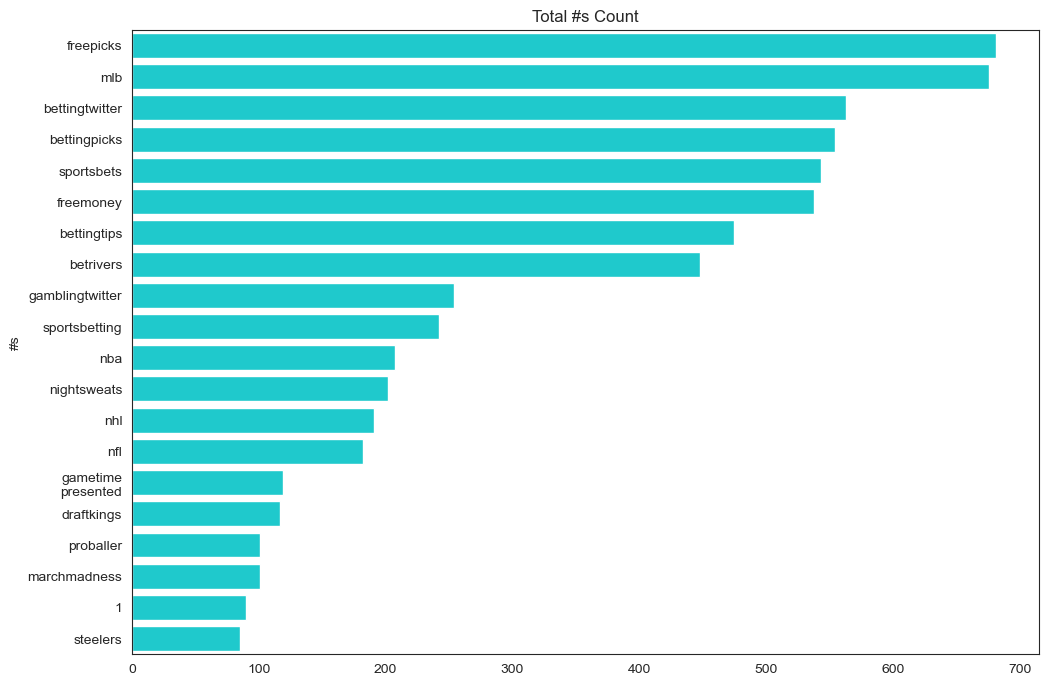 Total #s Count
freepicks
mlb
bettingtwitter
bettingpicks
sportsbets
freemoney
bettingtips
betrivers
gamblingtwitter
sportsbetting
nba
nightsweats
nhl
nfl
gametime
presented
draftkings
proballer
marchmadness
1
steelers
#s
0 100 200 300 400 500 600 700